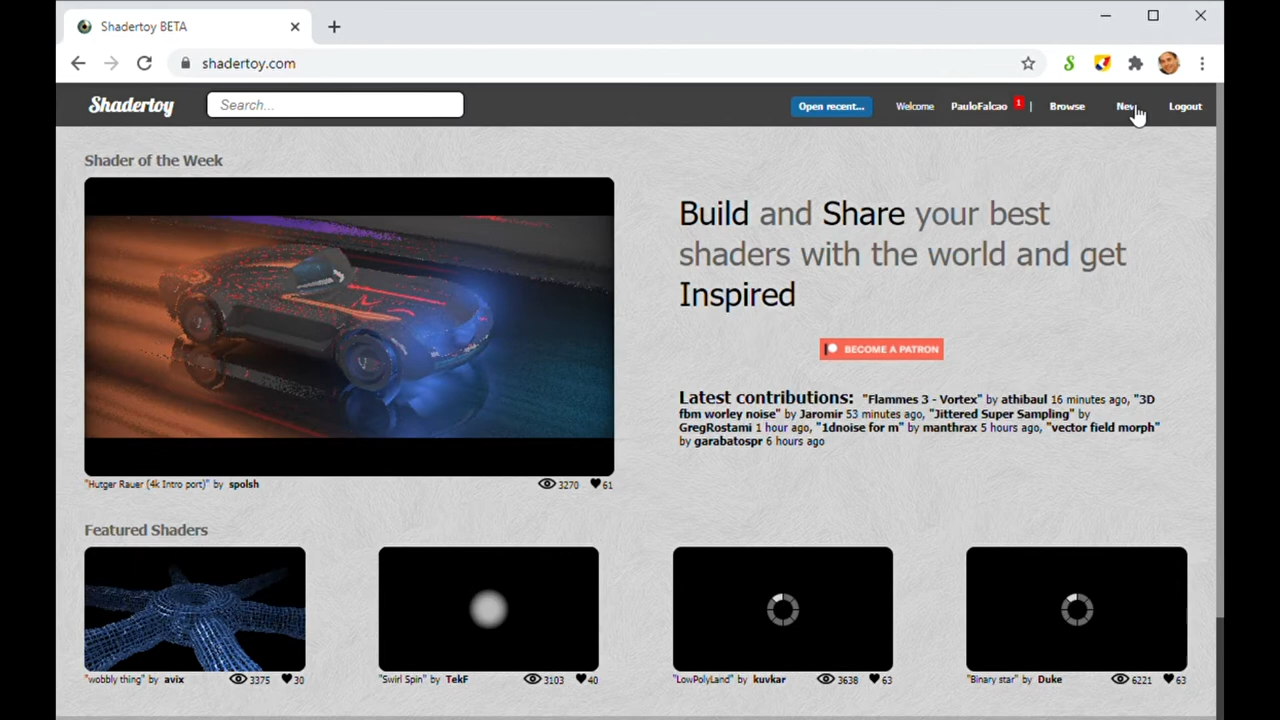 Shadertoy BETA
shadertoy.com
Shadertoy
Search...
Open recent...
Welcome
PauloFalcao
1
|
Browse
Logout
Shader of the Week
Build and Share your best
shaders with the world and get
Inspired
BECOME A PATRON
Latest contributions: "Flammes 3 - Vortex" by athibaul 16 minutes ago, "3D
fbm worley noise" by Jaromir 53 minutes ago, "Jittered Super Sampling" by
GregRostami 1 hour ago, "1dnoise for m" by manthrax 5 hours ago, "vector field morph"
by garabatospr 6 hours ago
"Hutger Rauer (4k Intro port)" by spolsh
3270
61
Featured Shaders
"wobbly thing" by avix
3375
30
"Swirl Spin" by TekF
3103
40
"LowPolyLand" by kuvkar
3638
63
"Binary star" by Duke
6221
63